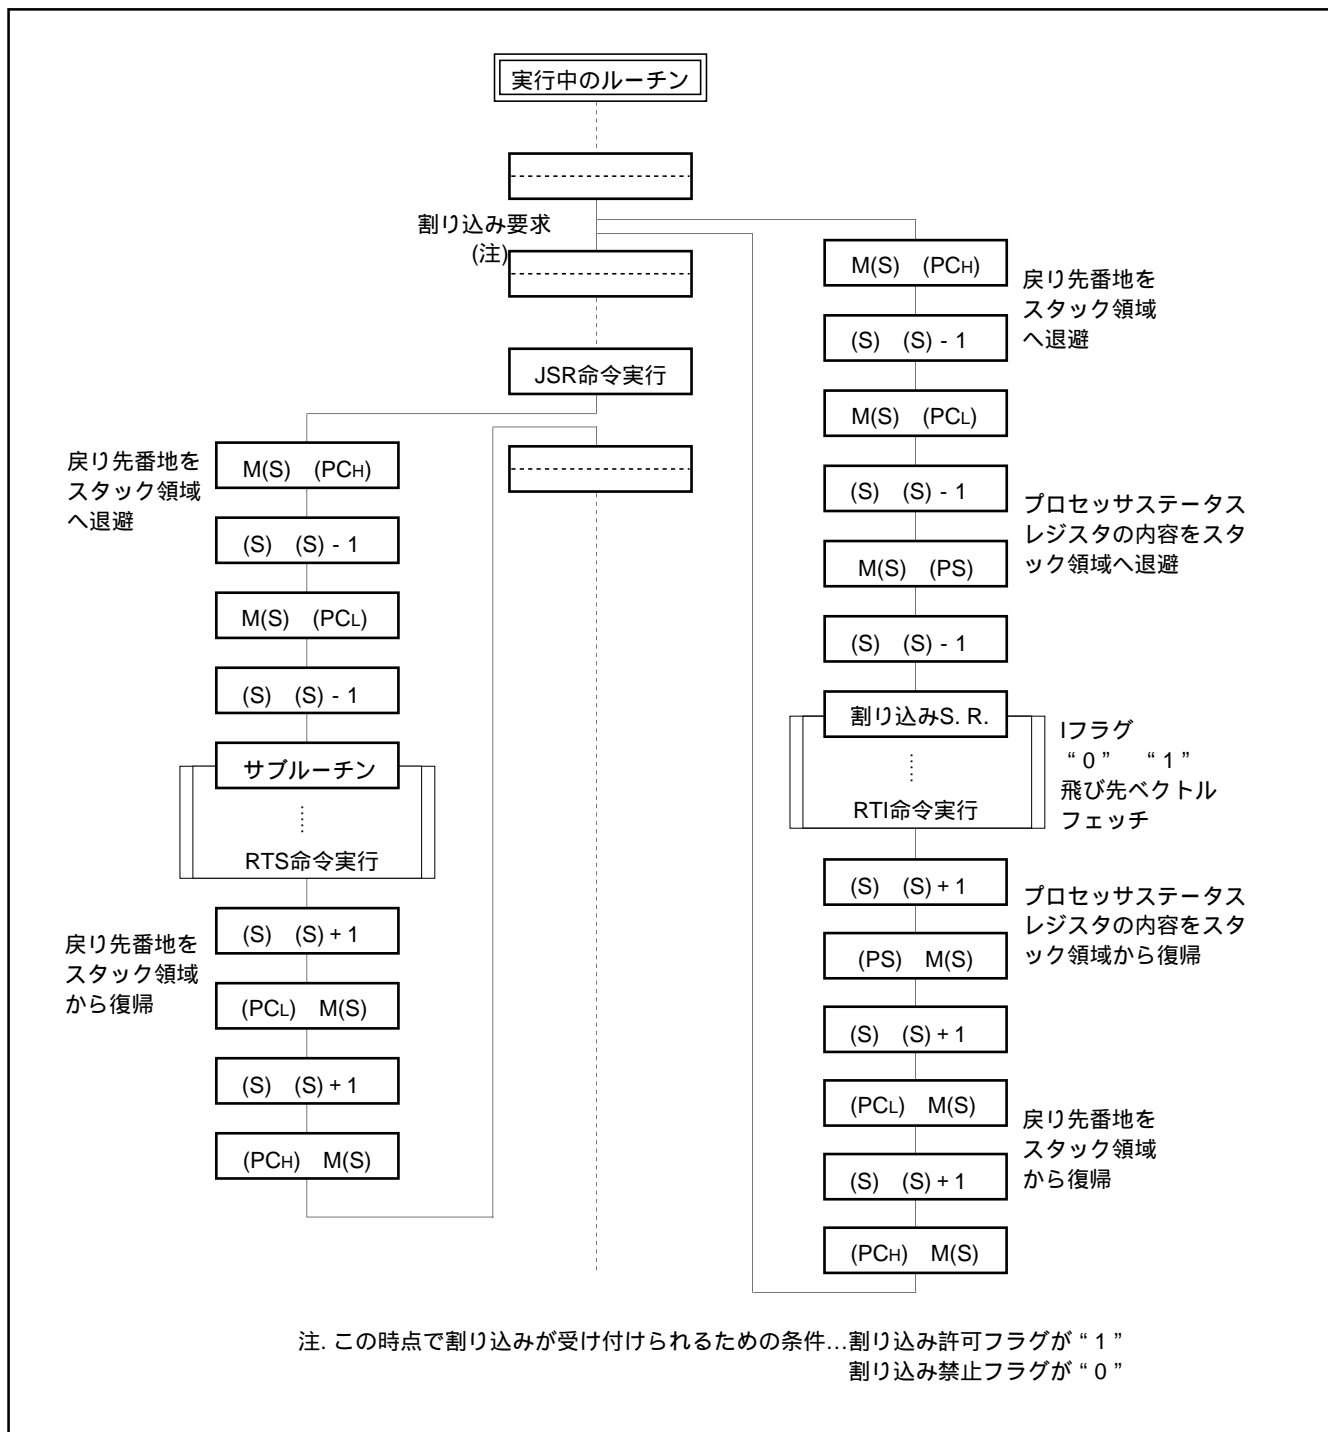 実行中のルーチン
割り込み要求
(注)
JSR命令実行
戻り先番地を
スタック領域
へ退避
M(S) (PCH)
(S) (S) - 1
M(S) (PCL)
(S) (S) - 1
サブルーチン
RTS命令実行
戻り先番地を
スタック領域
から復帰
(S) (S) + 1
(PCL) M(S)
(S) (S) + 1
(PCH) M(S)
M(S) (PCH)
戻り先番地を
スタック領域
へ退避
(S) (S) - 1
M(S) (PCL)
(S) (S) - 1
プロセッサステータス
レジスタの内容をスタ
ック領域へ退避
M(S) (PS)
(S) (S) - 1
割り込みS. R.
RTI命令実行
Iフラグ
“ 0 ” “ 1 ”
飛び先ベクトル
フェッチ
(S) (S) + 1
プロセッサステータス
レジスタの内容をスタ
ック領域から復帰
(PS) M(S)
(S) (S) + 1
(PCL) M(S)
戻り先番地を
スタック領域
から復帰
(S) (S) + 1
(PCH) M(S)
注. この時点で割り込みが受け付けられるための条件…割り込み許可フラグが “ 1 ”
割り込み禁止フラグが “ 0 ”